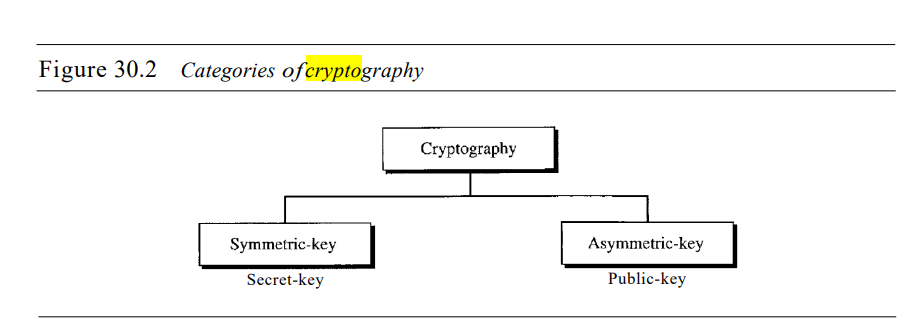 Figure 30.2 Categories of cryptography
Cryptography
Symmetric-key
Asymmetric-key
Secret-key
Public-key